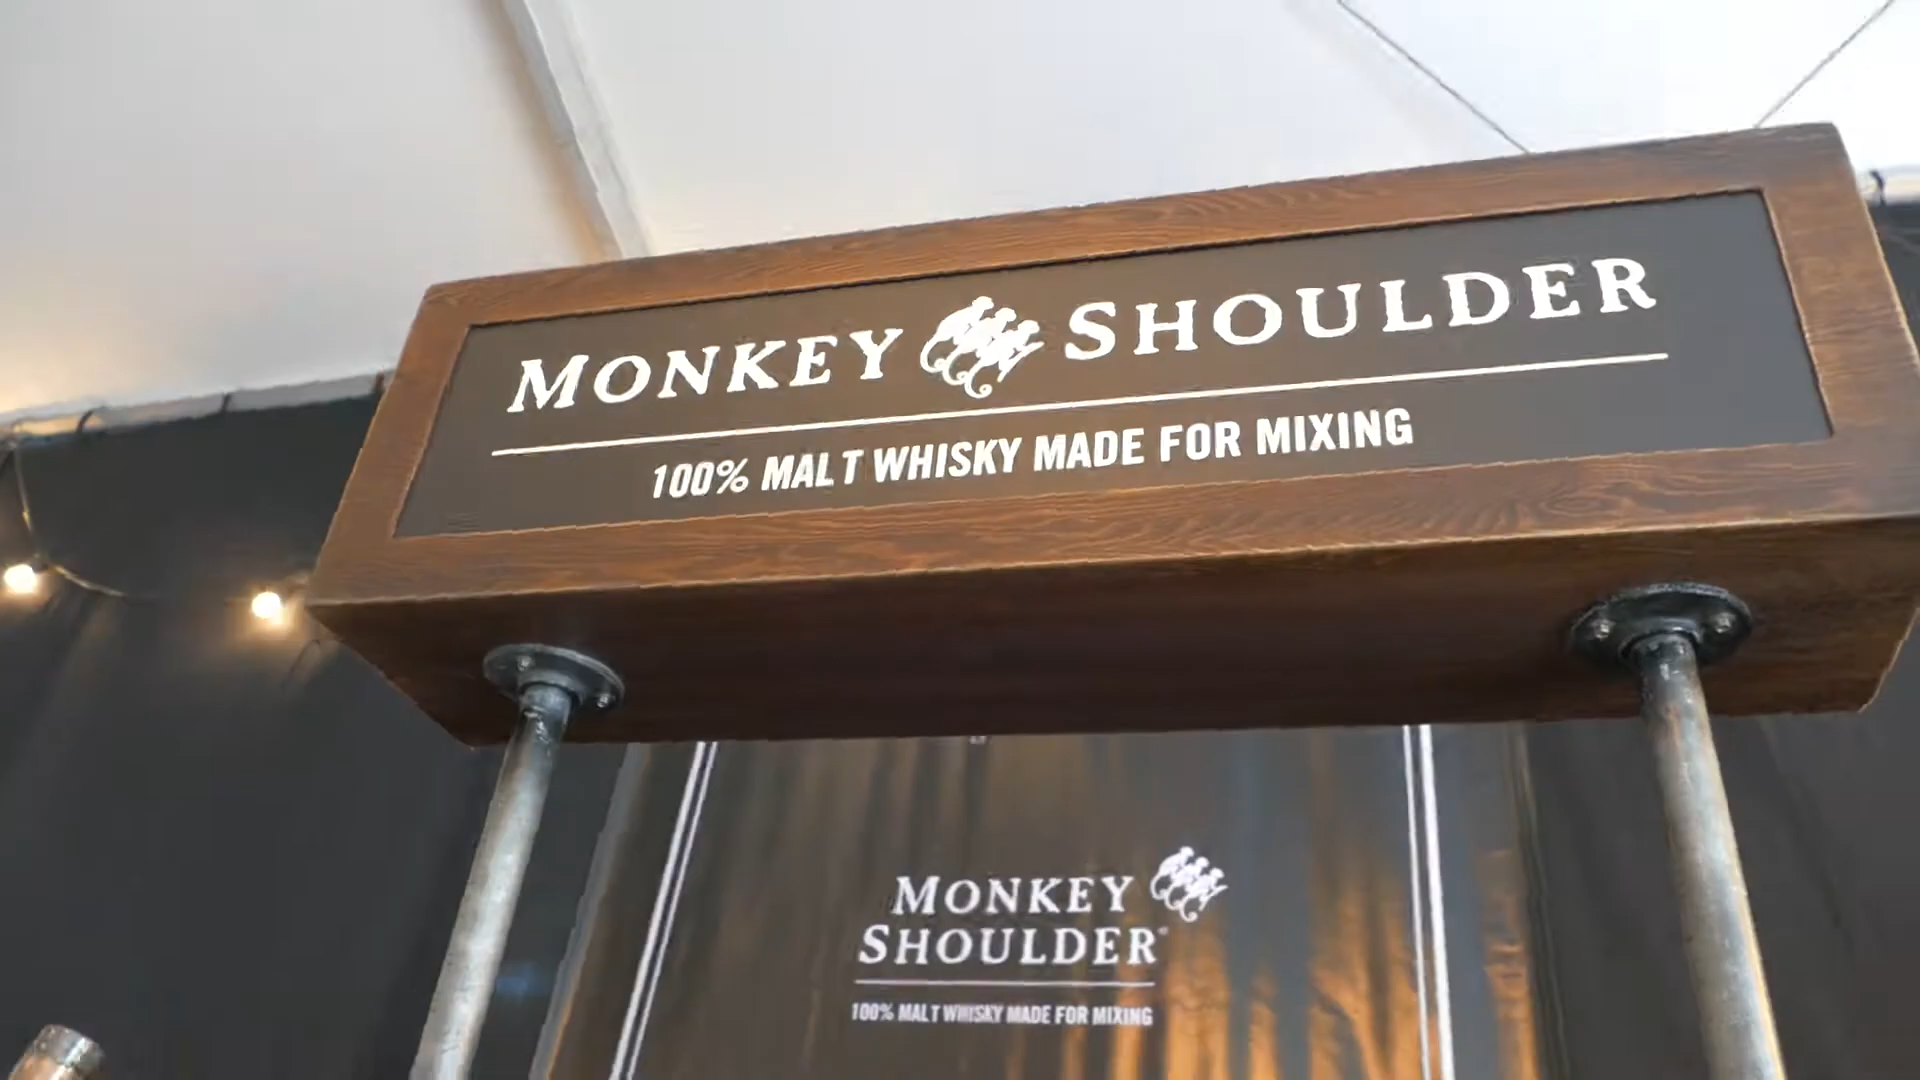 MONKEY SHOULDER
100% MALT WHISKY MADE FOR MIXING
MONKEY
SHOULDER
100% MALT WHISKY MADE FOR MIXING